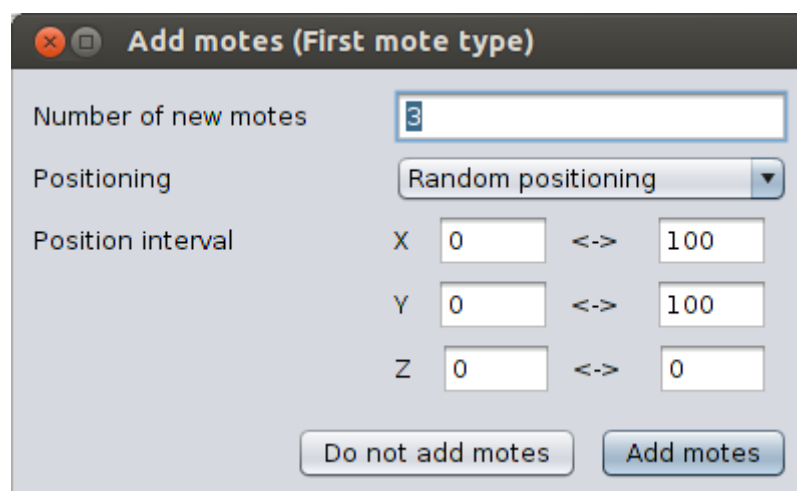 Add motes (First mote type)
Number of new motes 3
Positioning Random positioning
Position interval X 0 <-> 100
Y 0 <-> 100
Z 0 <-> 0
Do not add motes Add motes